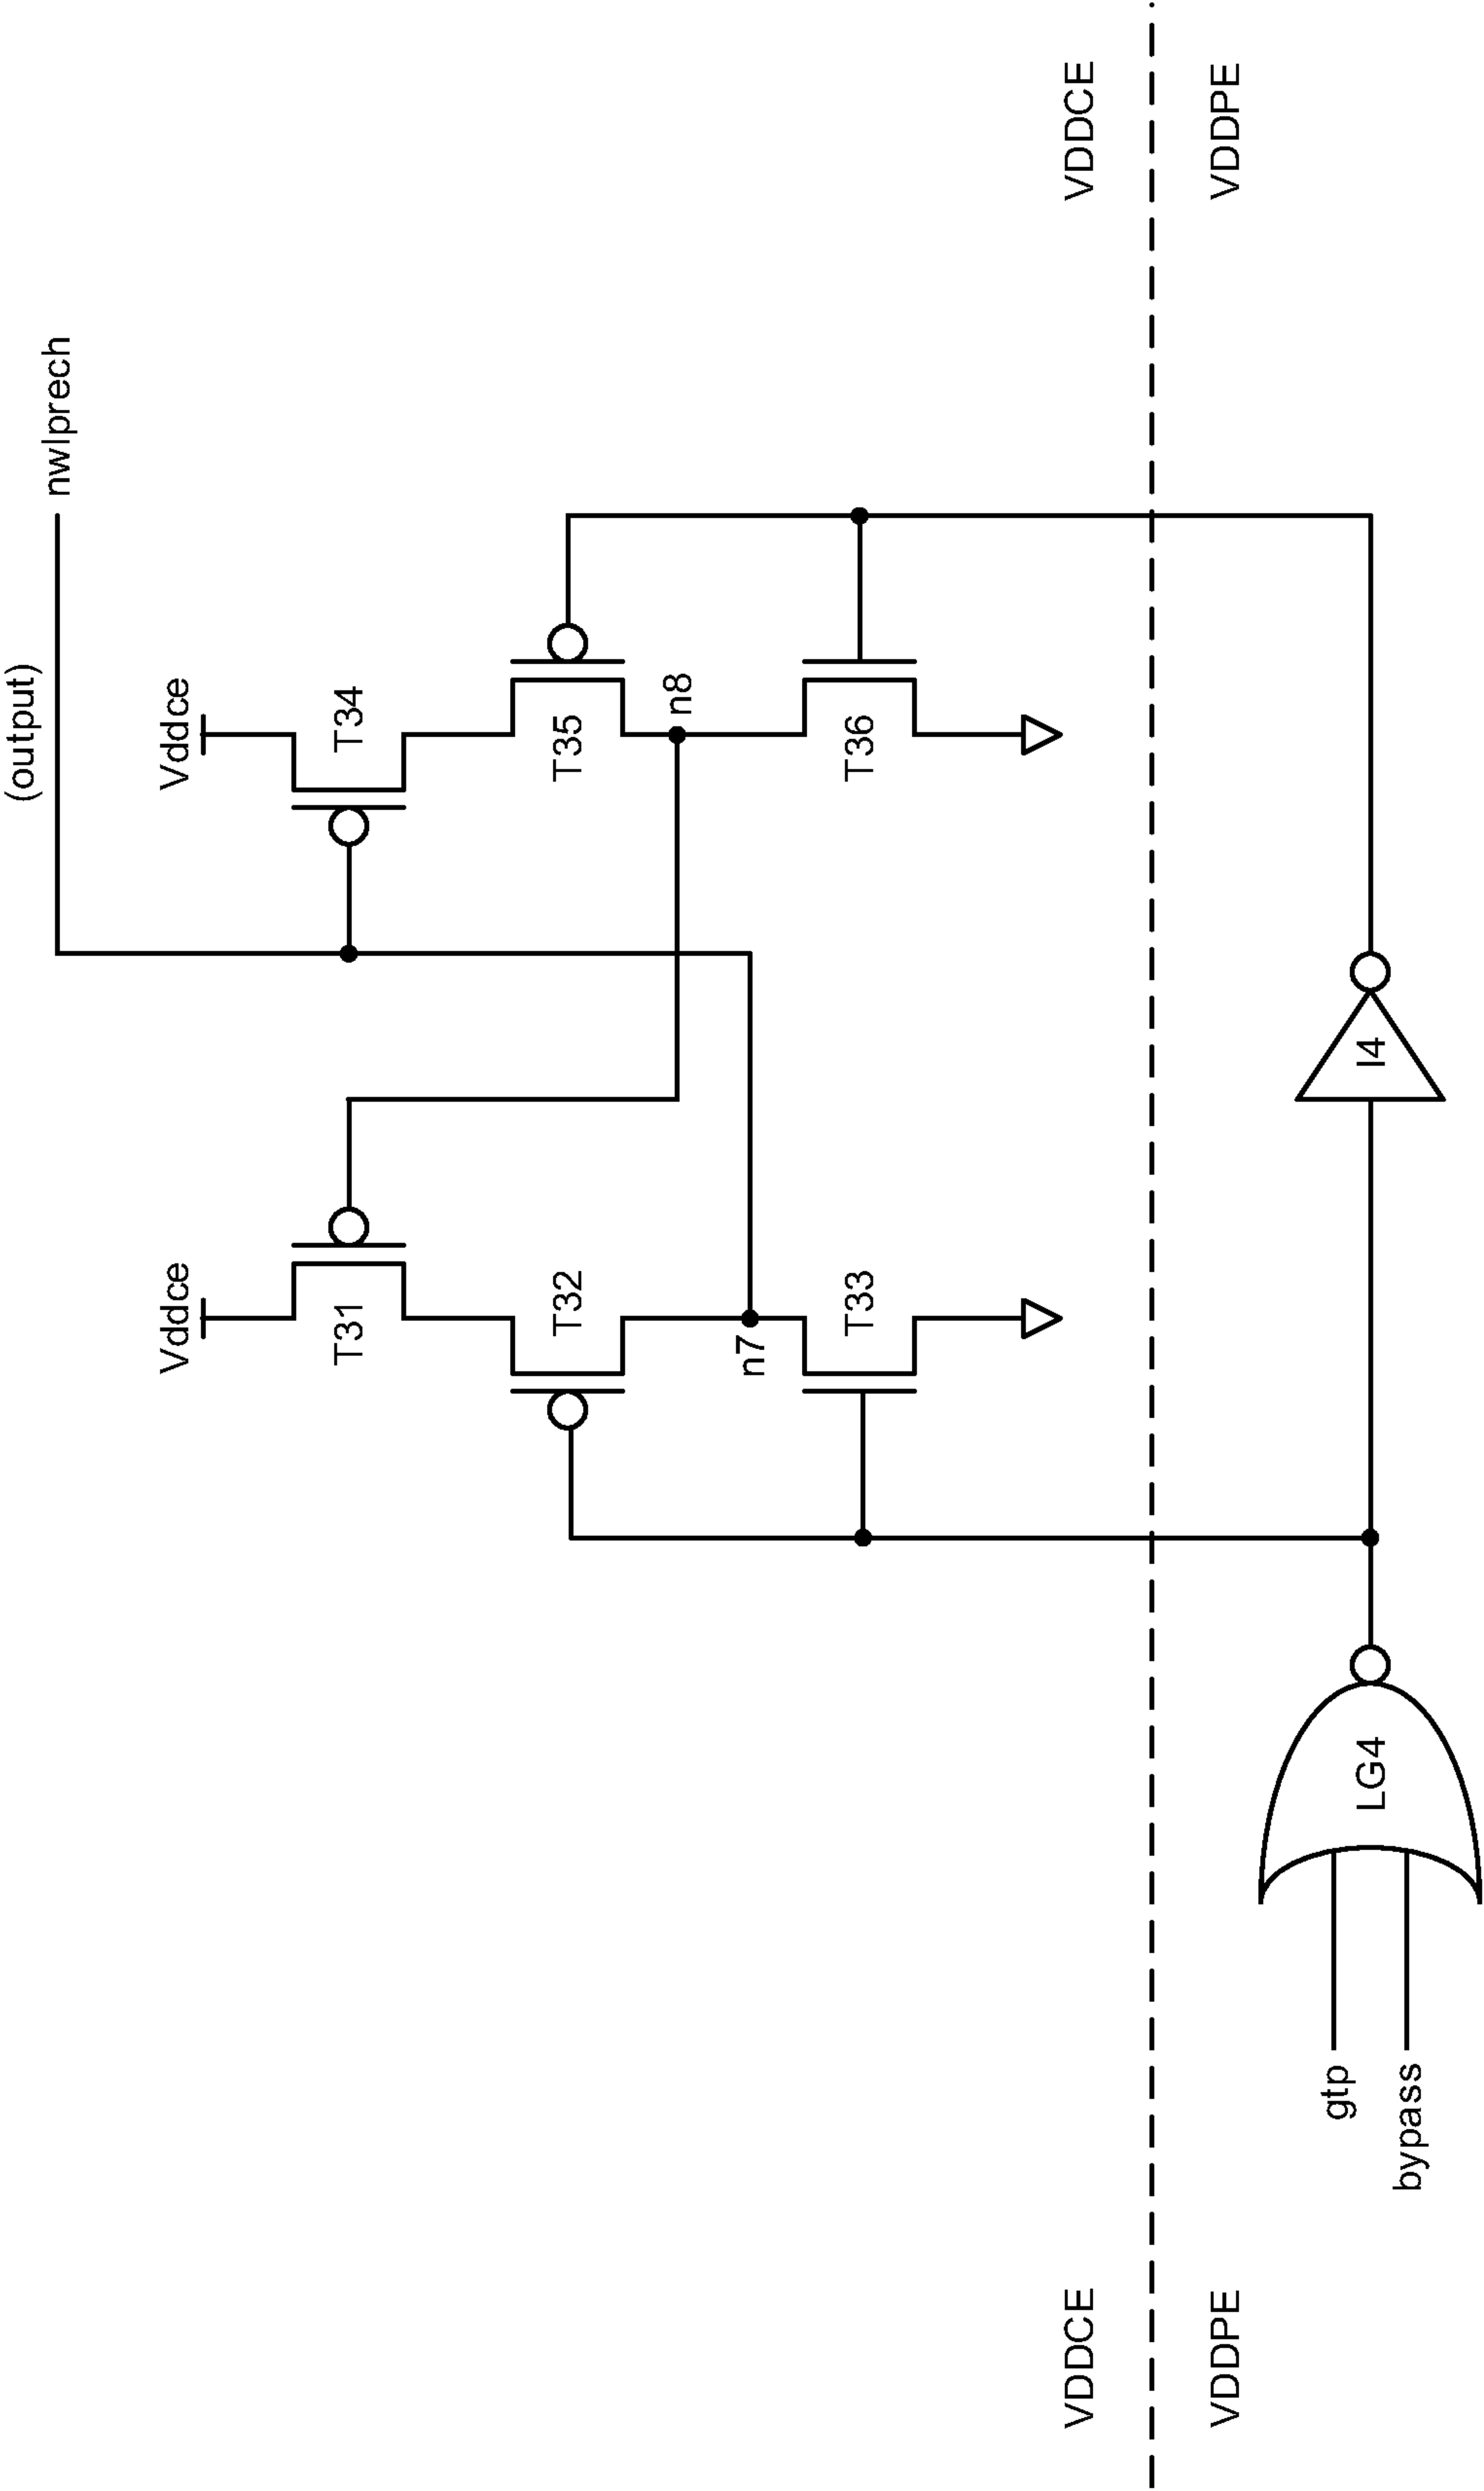 (output)
nwlprech
Vddce
Vddce
T31
T34
T32
T35
n7
n8
T33
T36
VDDCE
VDDCE
VDDPE
VDDPE
gtp
bypass
LG4
I4